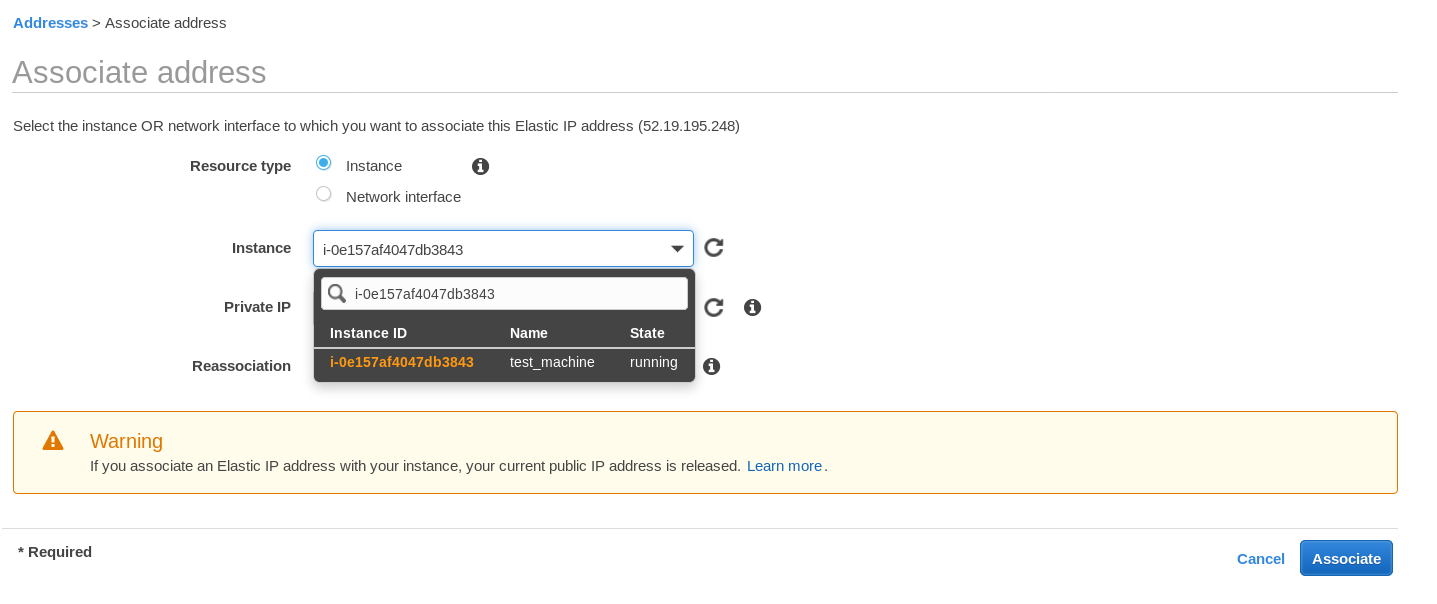 Addresses > Associate address
Associate address
Select the instance OR network interface to which you want to associate this Elastic IP address (52.19.195.248)
Resource type Instance
Network interface
Instance i-0e157af4047db3843
i-0e157af4047db3843
Private IP
Instance ID Name State
i-0e157af4047db3843 test_machine running
Reassociation
Warning
If you associate an Elastic IP address with your instance, your current public IP address is released. Learn more.
* Required
Cancel Associate